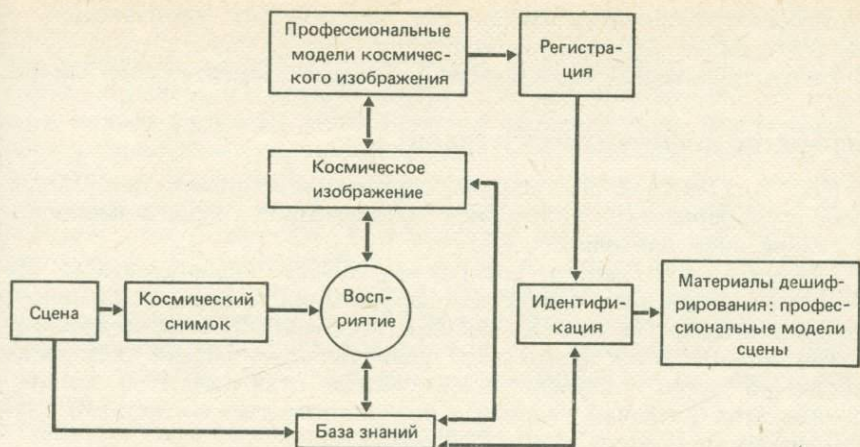 Профессиональные
модели космичес-
кого изображения
Регистра-
ция
Космическое
изображение
Сцена
Космический
снимок
Восп-
риятие
Идентифи-
кация
Материалы дешиф-
рирования: профес-
сиональные модели
сцены
База знаний